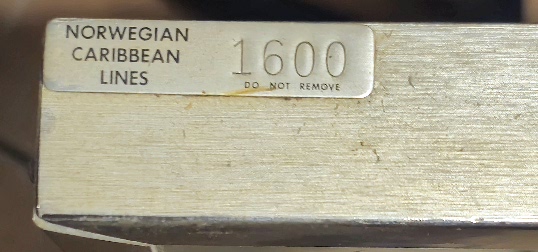 NORWEGIAN
CARIBBEAN
LINES
1600
DO NOT REMOVE